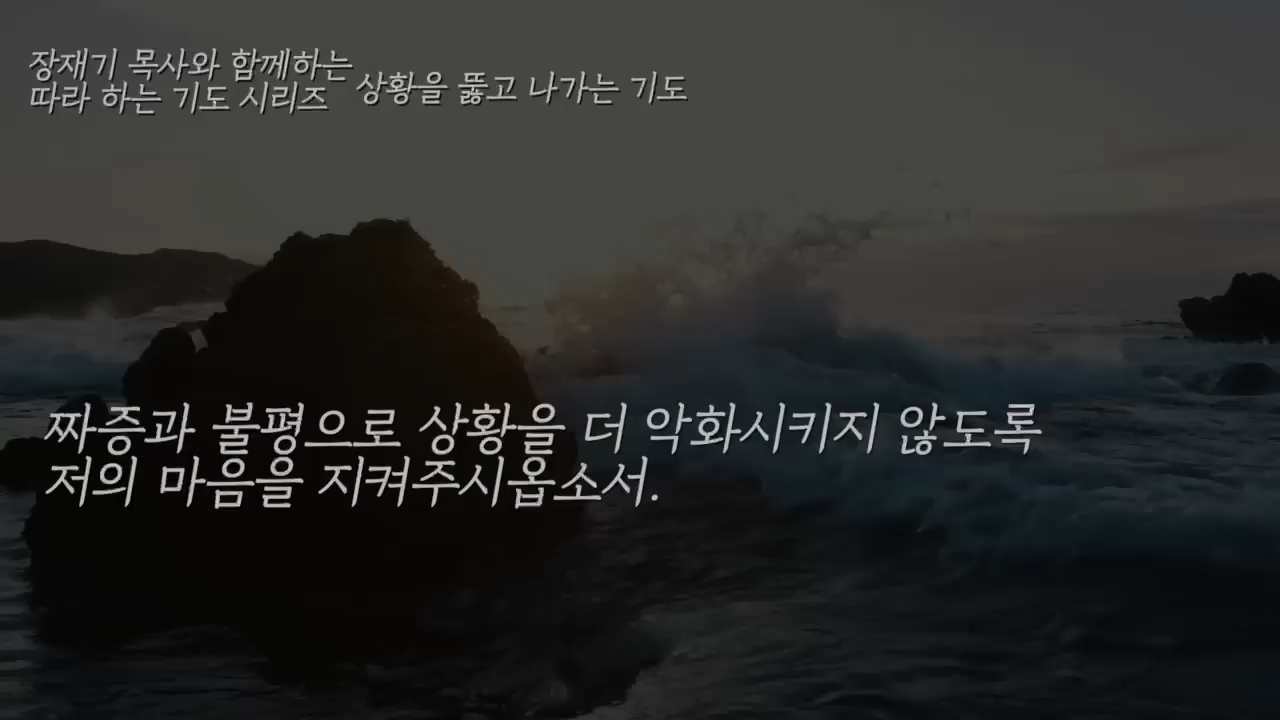 장재기 목사와 함께하는
따라 하는 기도 시리즈
상황을 뚫고 나가는 기도
짜증과 불평으로 상황을 더 악화시키지 않도록
저의 마음을 지켜주시옵소서.